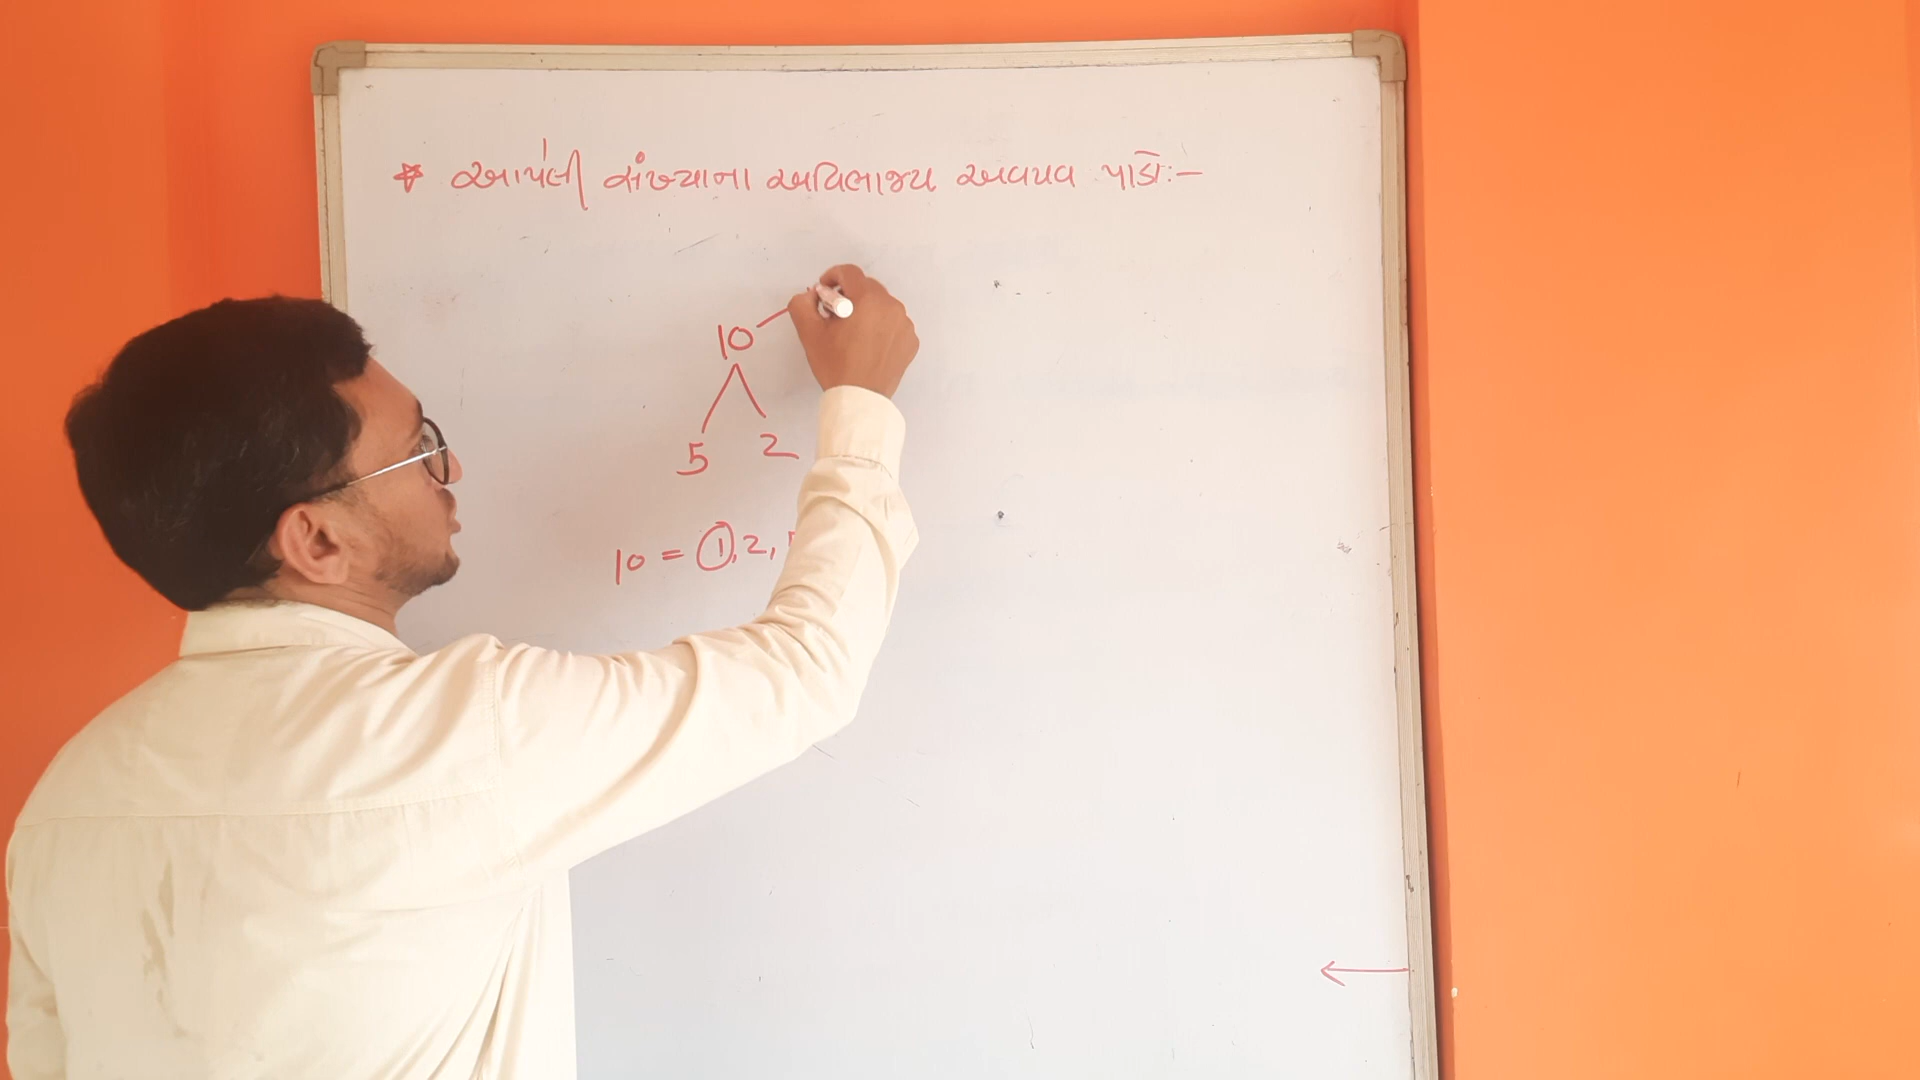 * આપેલી સંખ્યાના અવિભાજ્ય અવયવ પાડો:-
10
5 2
10 = 1, 2,